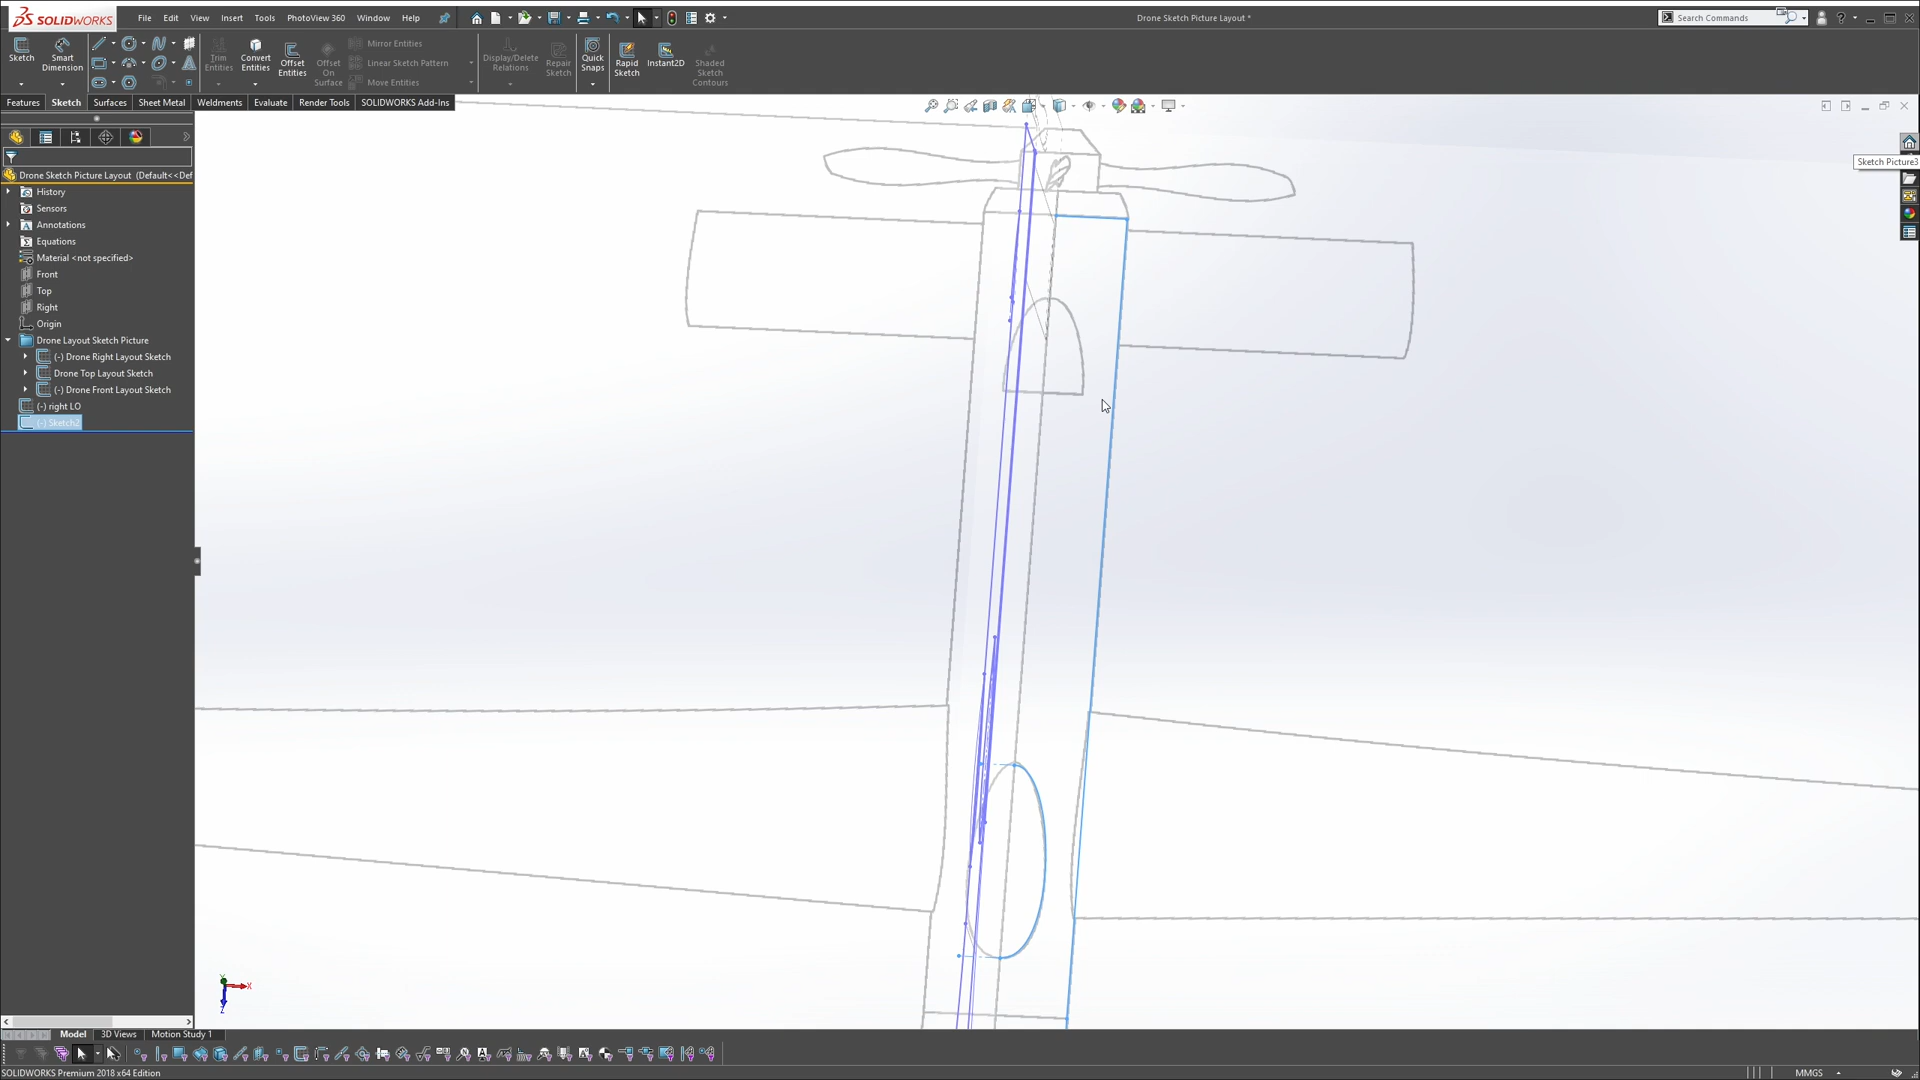 SOLIDWORKS File Edit View Insert Tools PhotoView 360 Window Help Drone Sketch Picture Layout * Search Commands
Sketch Smart Dimension Trim Entities Convert Entities Offset Entities Offset On Surface Mirror Entities Linear Sketch Pattern Move Entities Display/Delete Relations Repair Sketch Quick Snaps Rapid Sketch Instant2D Shaded Sketch Contours
Features Sketch Surfaces Sheet Metal Weldments Evaluate Render Tools SOLIDWORKS Add-Ins
Sketch Picture3
Drone Sketch Picture Layout (Default<<Def
History
Sensors
Annotations
Equations
Material <not specified>
Front
Top
Right
Origin
Drone Layout Sketch Picture
(-) Drone Right Layout Sketch
Drone Top Layout Sketch
(-) Drone Front Layout Sketch
(-) right LO
(-) Sketch2
Y
X
Z
Model 3D Views Motion Study 1
SOLIDWORKS Premium 2018 x64 Edition MMGS